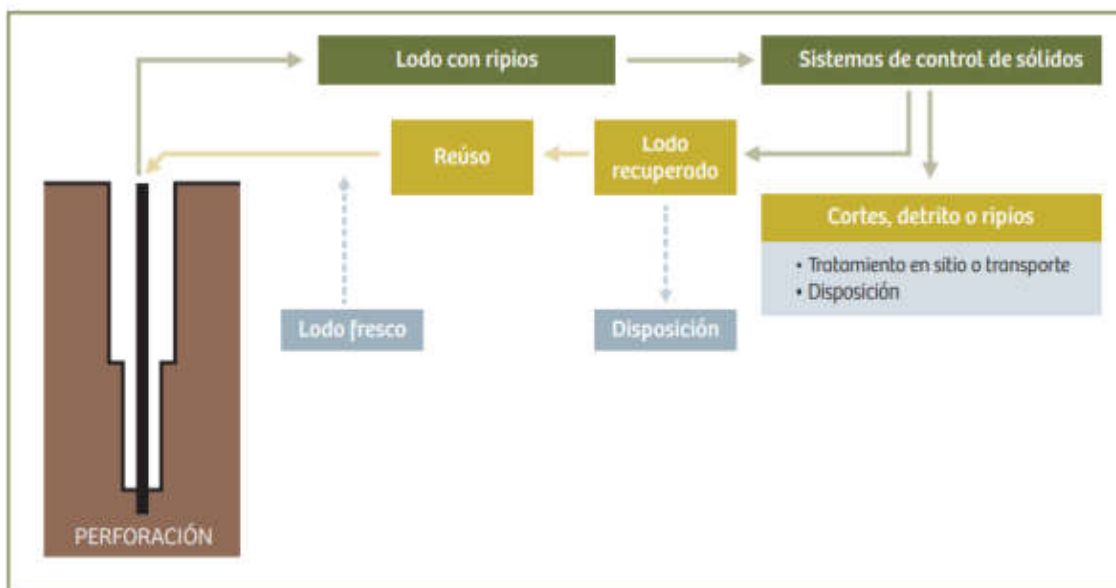 Lodo con ripios
Sistemas de control de sólidos
Reúso
Lodo
recuperado
Cortes, detrito o ripios
• Tratamiento en sitio o transporte
• Disposición
Lodo fresco
Disposición
PERFORACIÓN